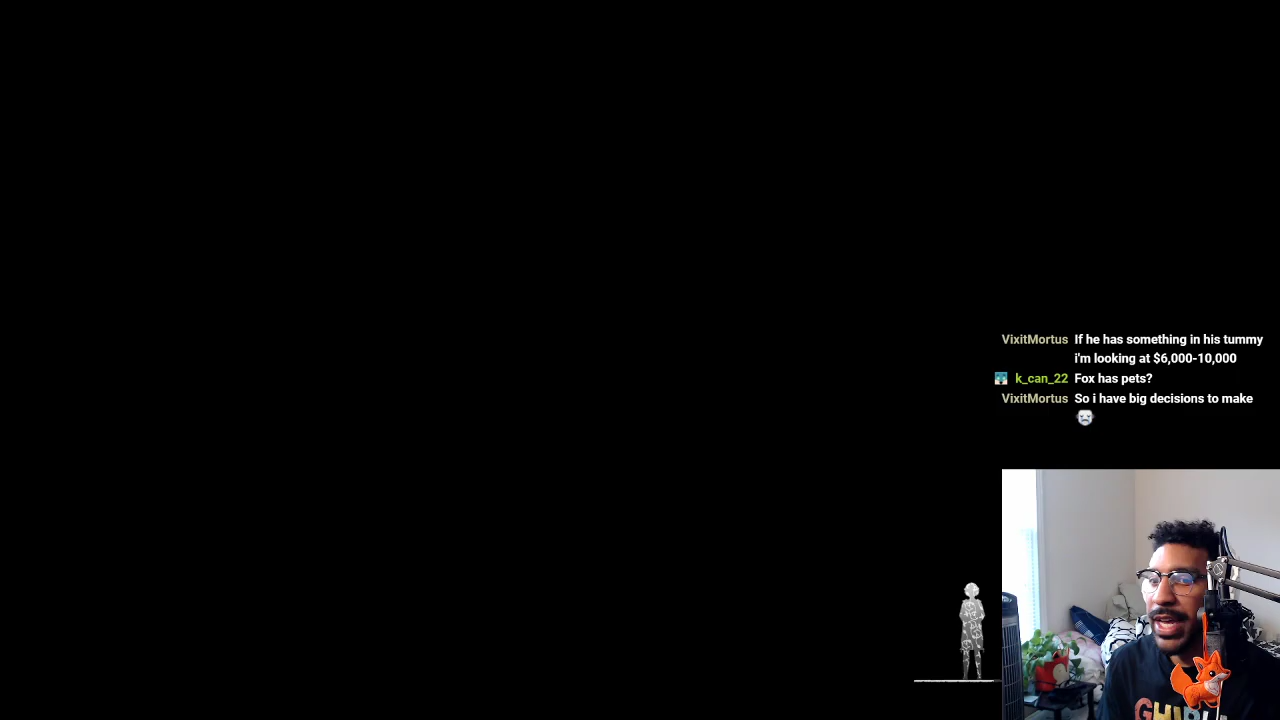 VixitMortus If he has something in his tummy
i'm looking at $6,000-10,000
k_can_22 Fox has pets?
VixitMortus So i have big decisions to make